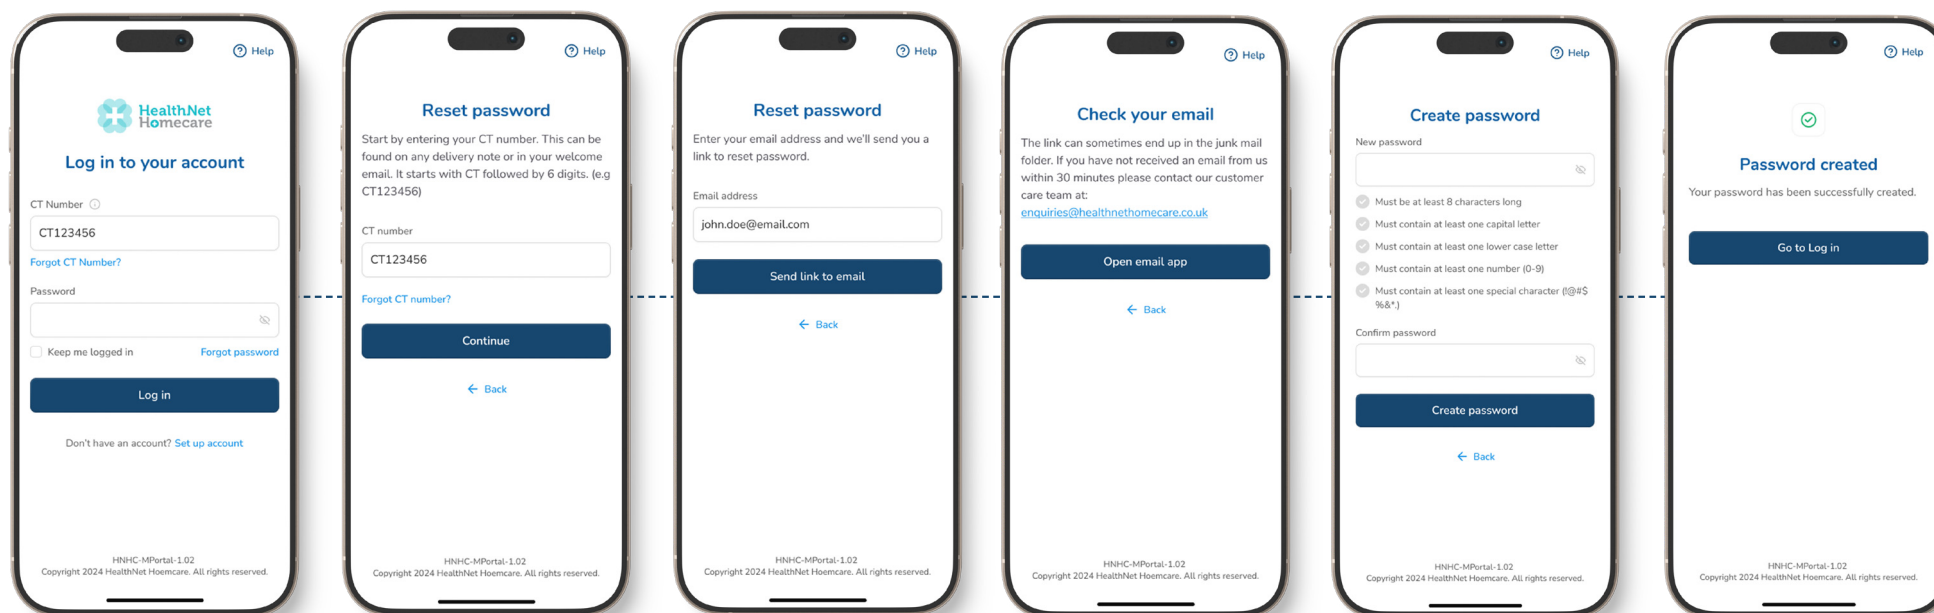 Help
HealthNet
Homecare
Log in to your account
CT Number
CT123456
Forgot CT Number?
Password
Keep me logged in
Forgot password
Log in
Don't have an account? Set up account
HNHC-MPortal-1.02
Copyright 2024 HealthNet Hoemcare. All rights reserved.
Help
Reset password
Start by entering your CT number. This can be
found on any delivery note or in your welcome
email. It starts with CT followed by 6 digits. (e.g
CT123456)
CT number
CT123456
Forgot CT number?
Continue
Back
HNHC-MPortal-1.02
Copyright 2024 HealthNet Hoemcare. All rights reserved.
Help
Reset password
Enter your email address and we'll send you a
link to reset password.
Email address
john.doe@email.com
Send link to email
Back
HNHC-MPortal-1.02
Copyright 2024 HealthNet Hoemcare. All rights reserved.
Help
Check your email
The link can sometimes end up in the junk mail
folder. If you have not received an email from us
within 30 minutes please contact our customer
care team at:
enquiries@healthnethomecare.co.uk
Open email app
Back
HNHC-MPortal-1.02
Copyright 2024 HealthNet Hoemcare. All rights reserved.
Help
Create password
New password
Must be at least 8 characters long
Must contain at least one capital letter
Must contain at least one lower case letter
Must contain at least one number (0-9)
Must contain at least one special character (!@#$
%&*.)
Confirm password
Create password
Back
HNHC-MPortal-1.02
Copyright 2024 HealthNet Hoemcare. All rights reserved.
Help
Password created
Your password has been successfully created.
Go to Log in
HNHC-MPortal-1.02
Copyright 2024 HealthNet Hoemcare. All rights reserved.